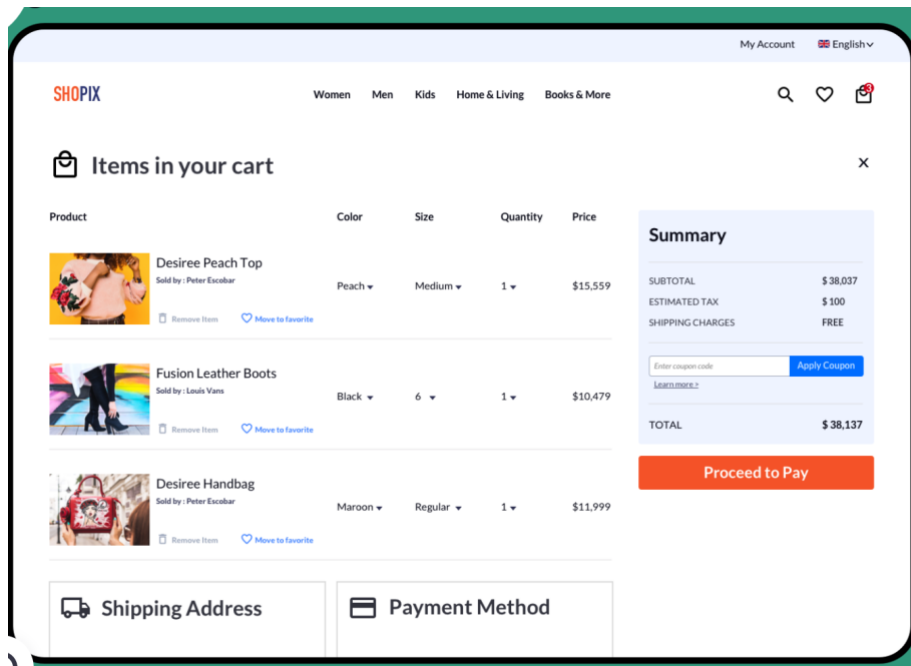 My Account
English
SHOPIX
Women Men Kids Home & Living Books & More
3
Items in your cart
Product Color Size Quantity Price
Desiree Peach Top
Sold by : Peter Escobar
Peach Medium 1 $15,559
Remove Item Move to favorite
Fusion Leather Boots
Sold by : Louis Vans
Black 6 1 $10,479
Remove Item Move to favorite
Desiree Handbag
Sold by : Peter Escobar
Maroon Regular 1 $11,999
Remove Item Move to favorite
Summary
SUBTOTAL $ 38,037
ESTIMATED TAX $ 100
SHIPPING CHARGES FREE
Enter coupon code Apply Coupon
Learn more >
TOTAL $ 38,137
Proceed to Pay
Shipping Address
Payment Method